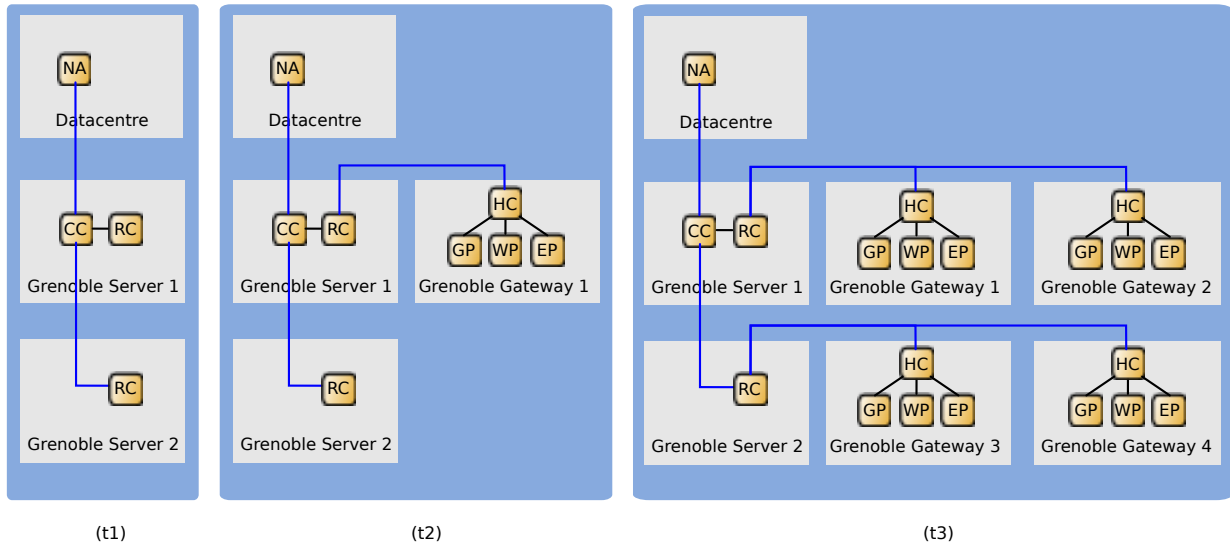 NA
Datacentre
CC RC
Grenoble Server 1
RC
Grenoble Server 2
(t1)
NA
Datacentre
CC RC
Grenoble Server 1
HC
GP WP EP
Grenoble Gateway 1
RC
Grenoble Server 2
(t2)
NA
Datacentre
CC RC
Grenoble Server 1
HC
GP WP EP
Grenoble Gateway 1
HC
GP WP EP
Grenoble Gateway 2
RC
Grenoble Server 2
HC
GP WP EP
Grenoble Gateway 3
HC
GP WP EP
Grenoble Gateway 4
(t3)